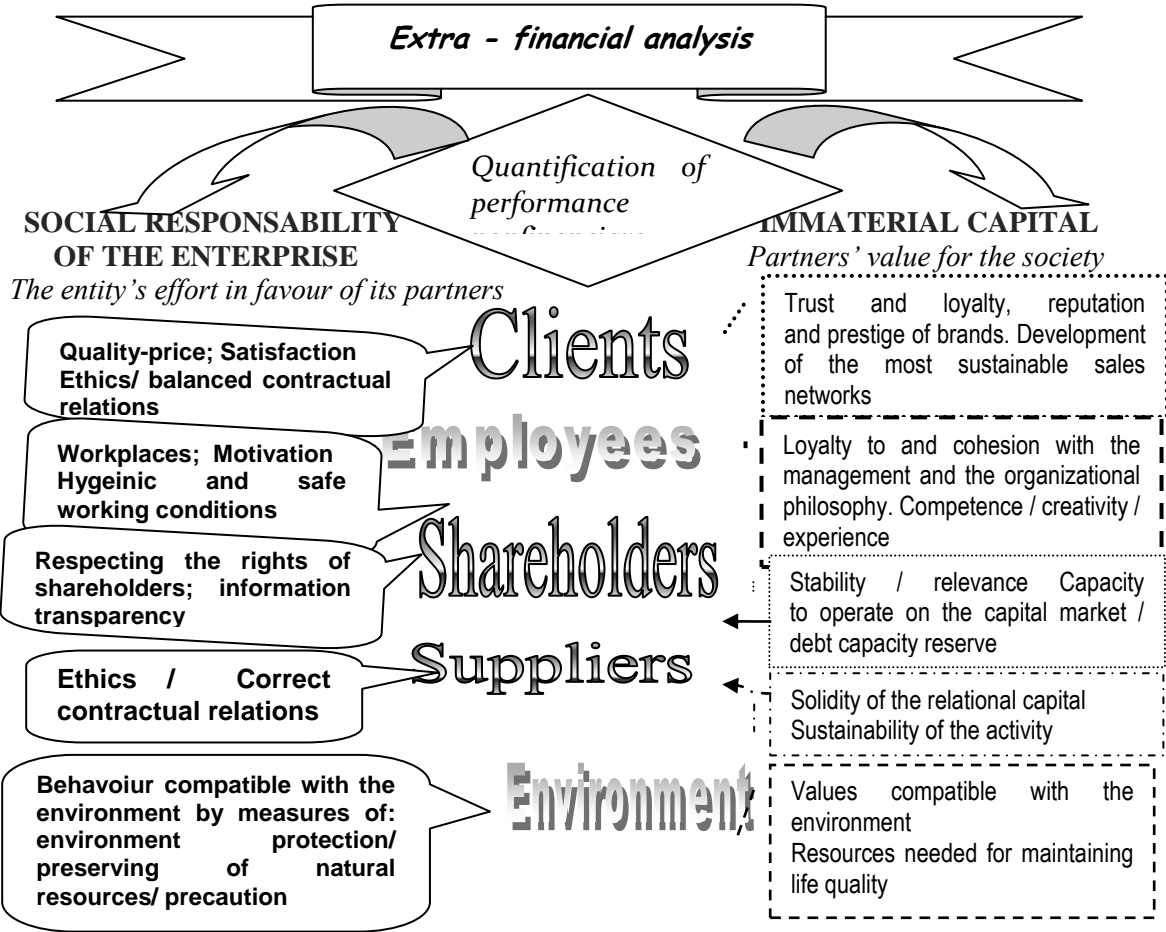 Extra - financial analysis
Quantification of
performance
SOCIAL RESPONSABILITY
OF THE ENTERPRISE
The entity's effort in favour of its partners
IMMATERIAL CAPITAL
Partners' value for the society
Quality-price; Satisfaction
Ethics/ balanced contractual
relations
Clients
Trust and loyalty, reputation
and prestige of brands. Development
of the most sustainable sales
networks
Workplaces; Motivation
Hygeinic and safe
working conditions
Employees
Loyalty to and cohesion with the
management and the organizational
philosophy. Competence / creativity /
experience
Respecting the rights of
shareholders; information
transparency
Shareholders
Stability / relevance Capacity
to operate on the capital market /
debt capacity reserve
Ethics / Correct
contractual relations
Suppliers
Solidity of the relational capital
Sustainability of the activity
Behavoiur compatible with the
environment by measures of:
environment protection/
preserving of natural
resources/ precaution
Environment
Values compatible with the
environment
Resources needed for maintaining
life quality